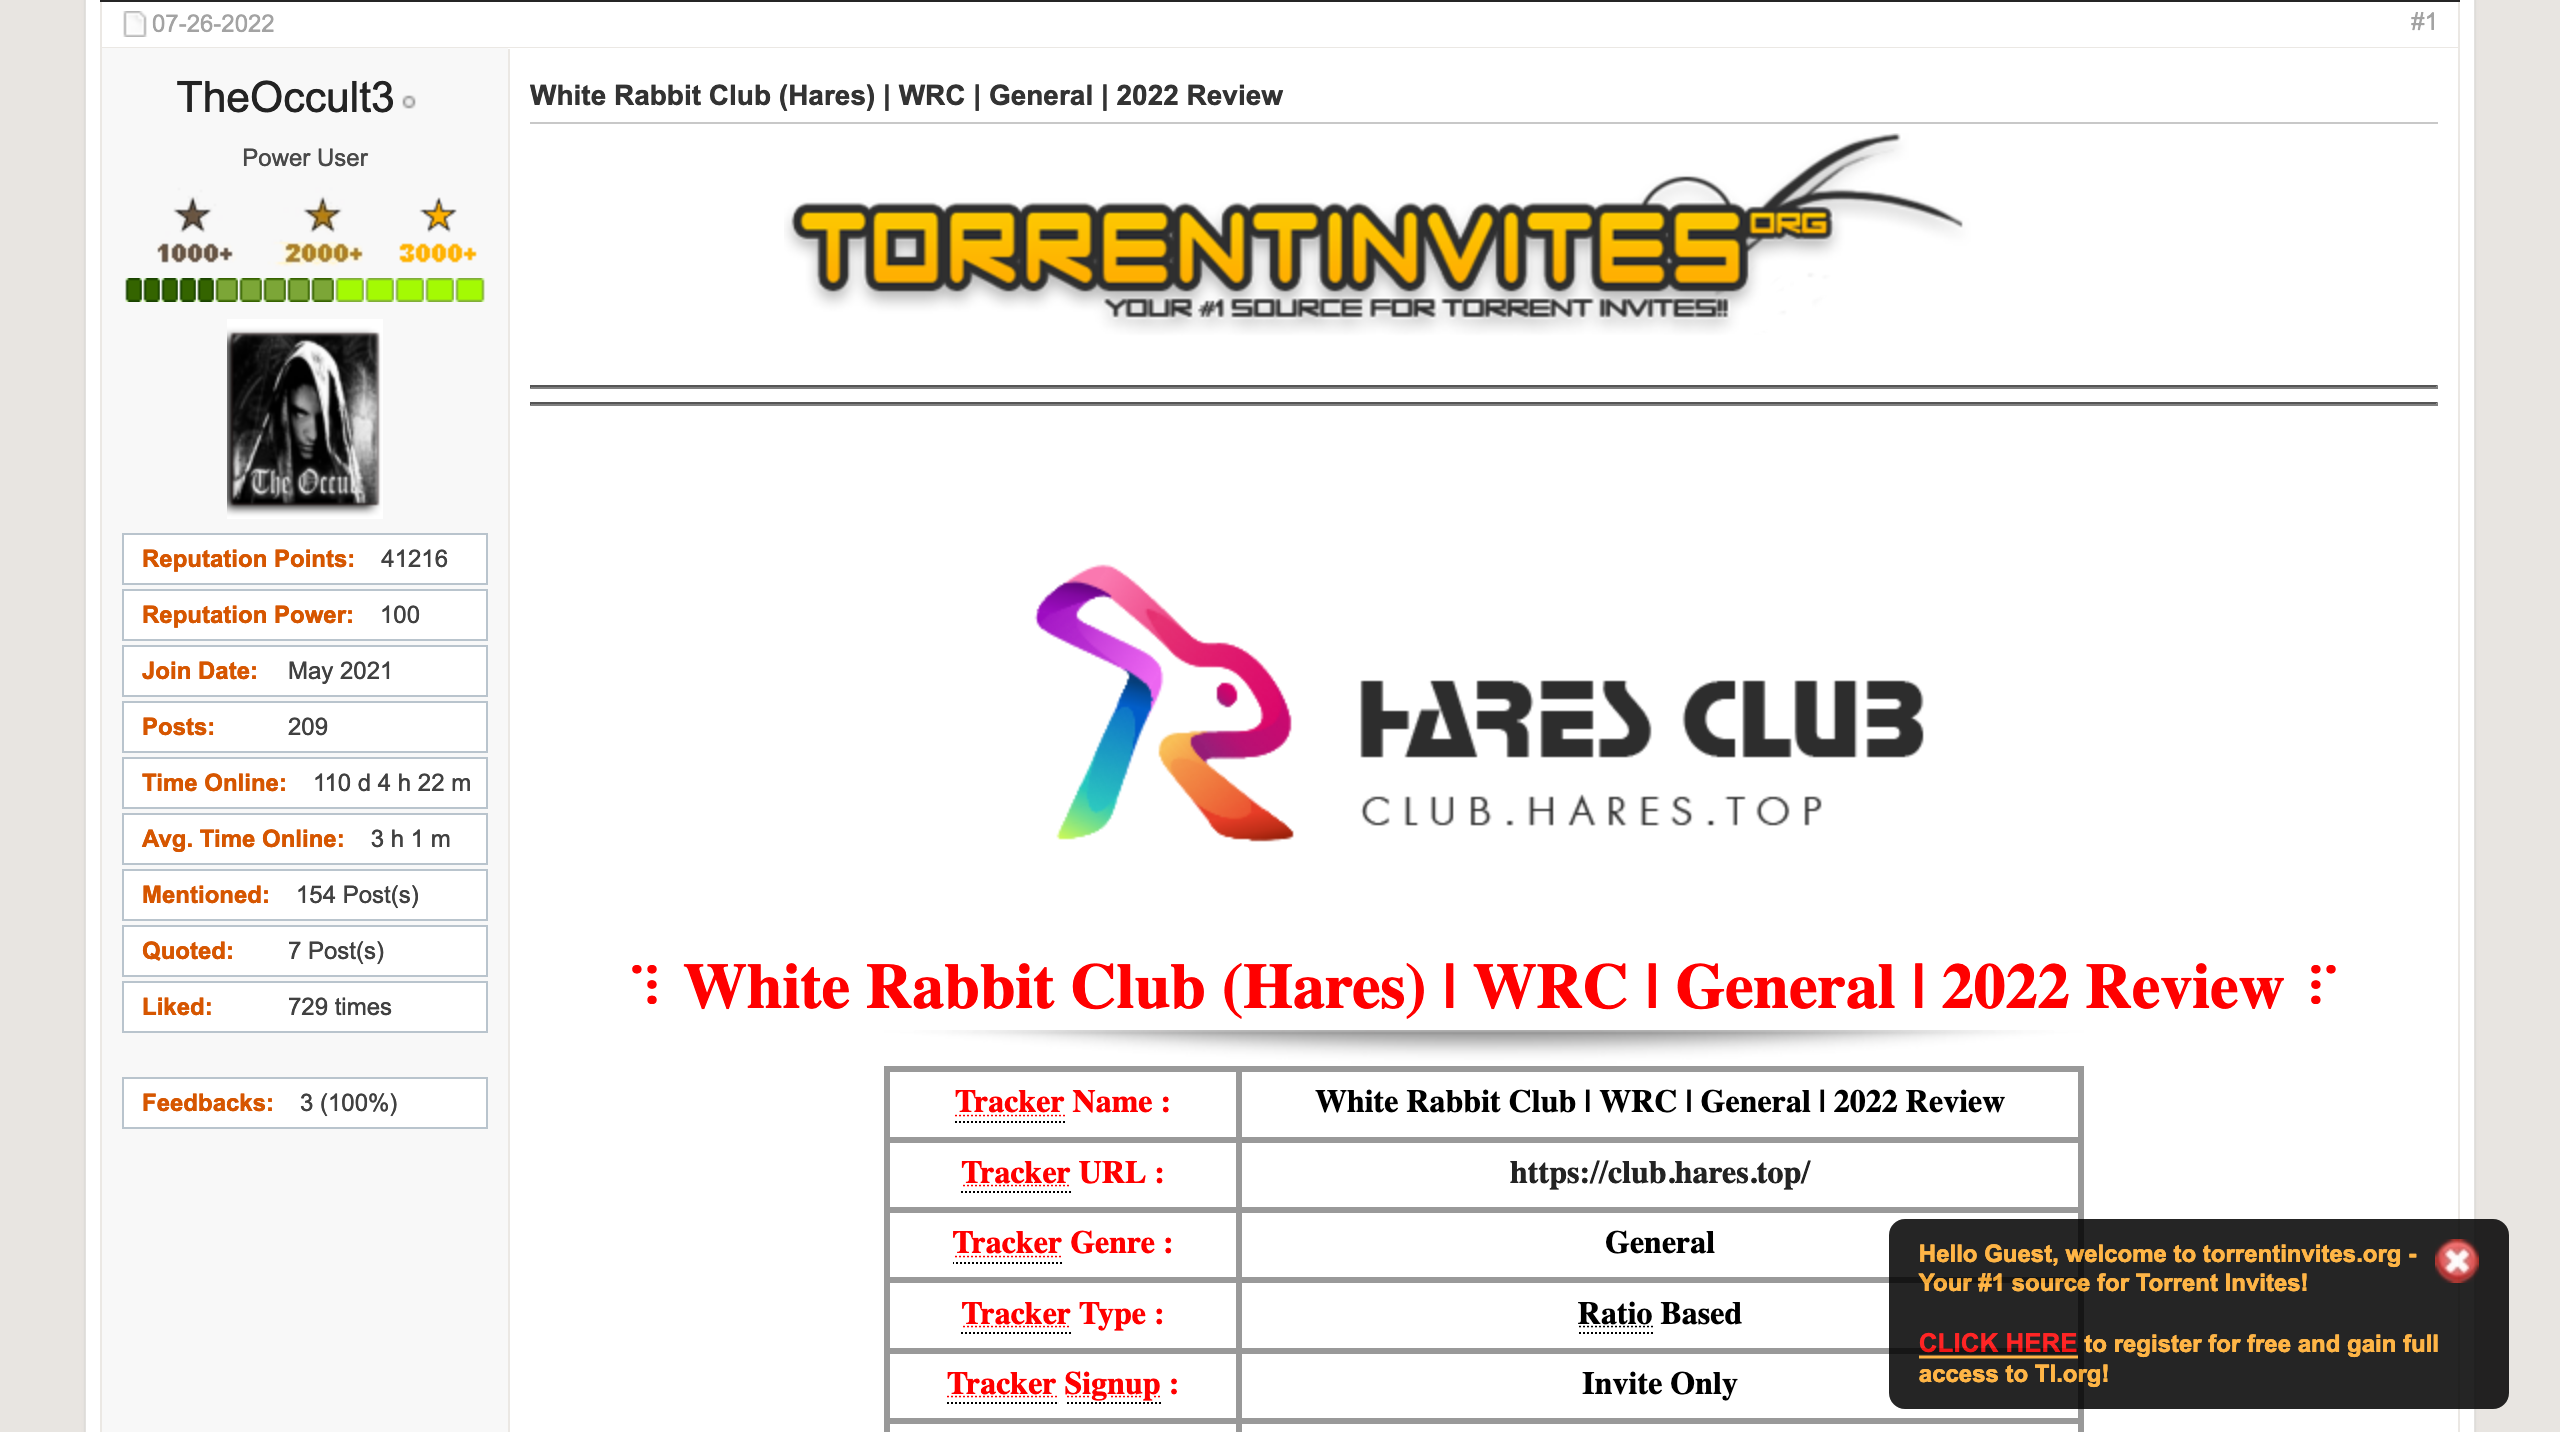 07-26-2022
#1
TheOccult3
Power User
1000+ 2000+ 3000+
The Occult
Reputation Points: 41216
Reputation Power: 100
Join Date: May 2021
Posts: 209
Time Online: 110 d 4 h 22 m
Avg. Time Online: 3 h 1 m
Mentioned: 154 Post(s)
Quoted: 7 Post(s)
Liked: 729 times
Feedbacks: 3 (100%)
White Rabbit Club (Hares) | WRC | General | 2022 Review
TORRENTINVITES ORG
YOUR #1 SOURCE FOR TORRENT INVITES!!
HARES CLUB
CLUB.HARES.TOP
⠙⠇ White Rabbit Club (Hares) | WRC | General | 2022 Review ⠏⠁
Tracker Name : White Rabbit Club | WRC | General | 2022 Review
Tracker URL : https://club.hares.top/
Tracker Genre : General
Tracker Type : Ratio Based
Tracker Signup : Invite Only
Hello Guest, welcome to torrentinvites.org -
Your #1 source for Torrent Invites!
CLICK HERE to register for free and gain full
access to TI.org!